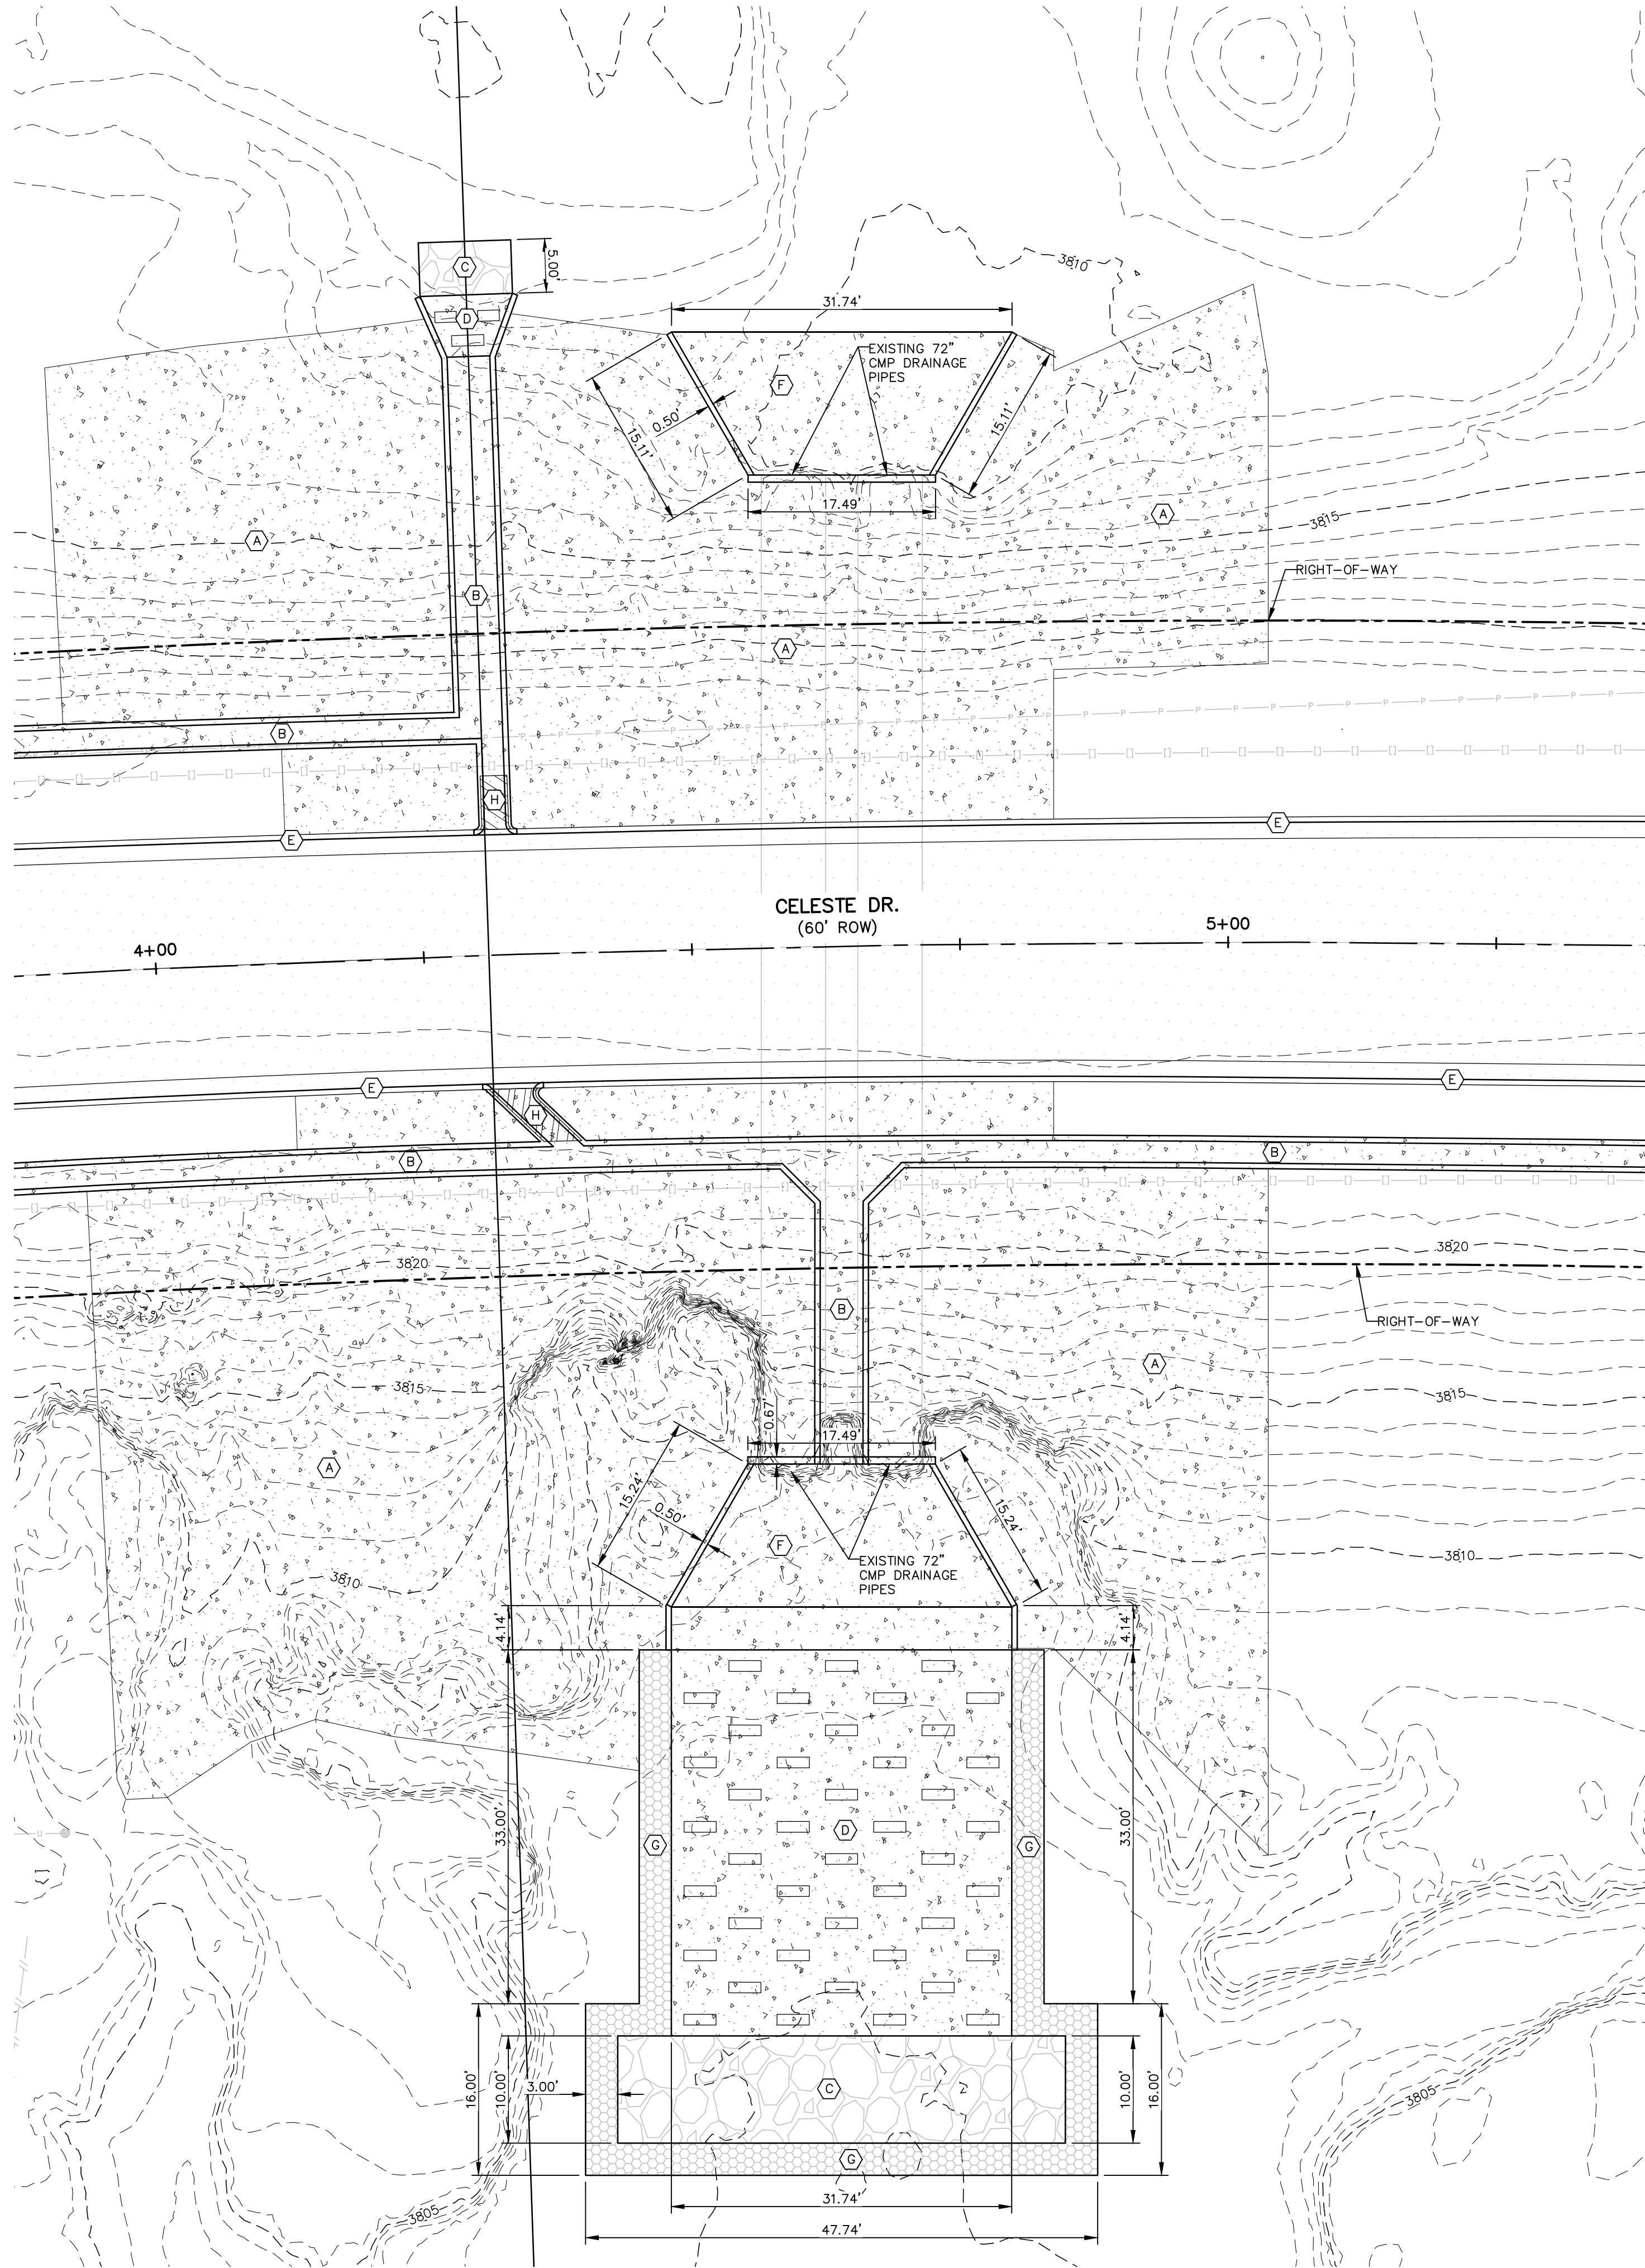 3810
C
5.00'
D
31.74'
EXISTING 72"
CMP DRAINAGE
PIPES
F
0.50'
15.11'
15.11'
17.49'
A
3815
A
RIGHT-OF-WAY
B
A
P P P P P P P
B
H
E
E
CELESTE DR.
(60' ROW)
4+00
5+00
E
E
H
B
B
3820
3820
B
RIGHT-OF-WAY
A
3815
3815
0.67'
17.49'
A
15.24'
0.50'
15.24'
F
EXISTING 72"
CMP DRAINAGE
PIPES
3810
3810
4.14'
4.14'
33.00'
33.00'
D
G
G
U
16.00'
10.00'
3.00'
C
10.00'
16.00'
3805
G
31.74'
3805
47.74'